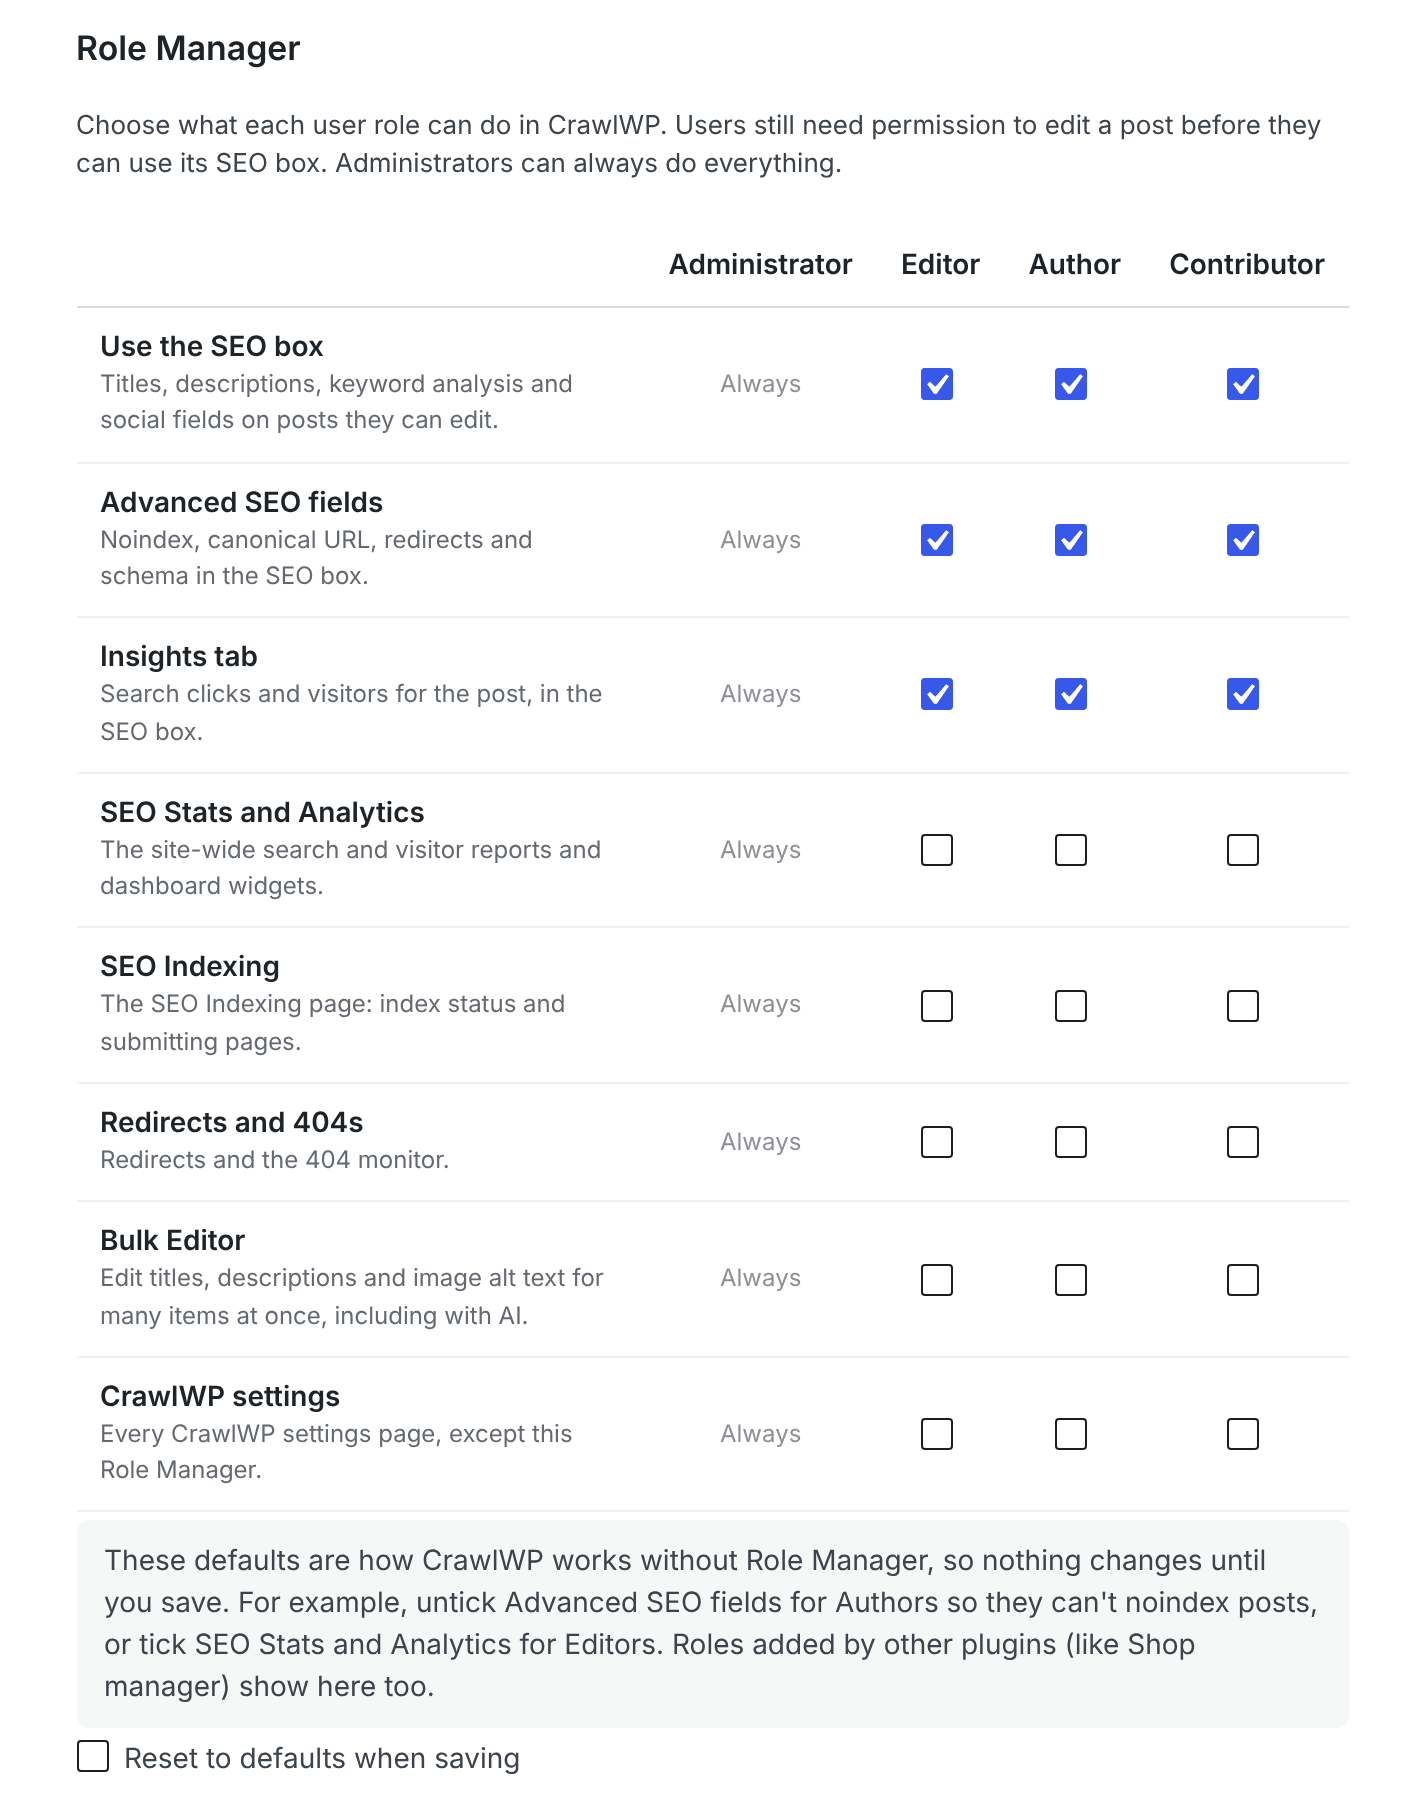 Role Manager
Choose what each user role can do in CrawlWP. Users still need permission to edit a post before they
can use its SEO box. Administrators can always do everything.
Administrator Editor Author Contributor
Use the SEO box
Titles, descriptions, keyword analysis and
social fields on posts they can edit.
Always
Advanced SEO fields
Noindex, canonical URL, redirects and
schema in the SEO box.
Always
Insights tab
Search clicks and visitors for the post, in the
SEO box.
Always
SEO Stats and Analytics
The site-wide search and visitor reports and
dashboard widgets.
Always
SEO Indexing
The SEO Indexing page: index status and
submitting pages.
Always
Redirects and 404s
Redirects and the 404 monitor.
Always
Bulk Editor
Edit titles, descriptions and image alt text for
many items at once, including with AI.
Always
CrawlWP settings
Every CrawlWP settings page, except this
Role Manager.
Always
These defaults are how CrawlWP works without Role Manager, so nothing changes until
you save. For example, untick Advanced SEO fields for Authors so they can't noindex posts,
or tick SEO Stats and Analytics for Editors. Roles added by other plugins (like Shop
manager) show here too.
Reset to defaults when saving